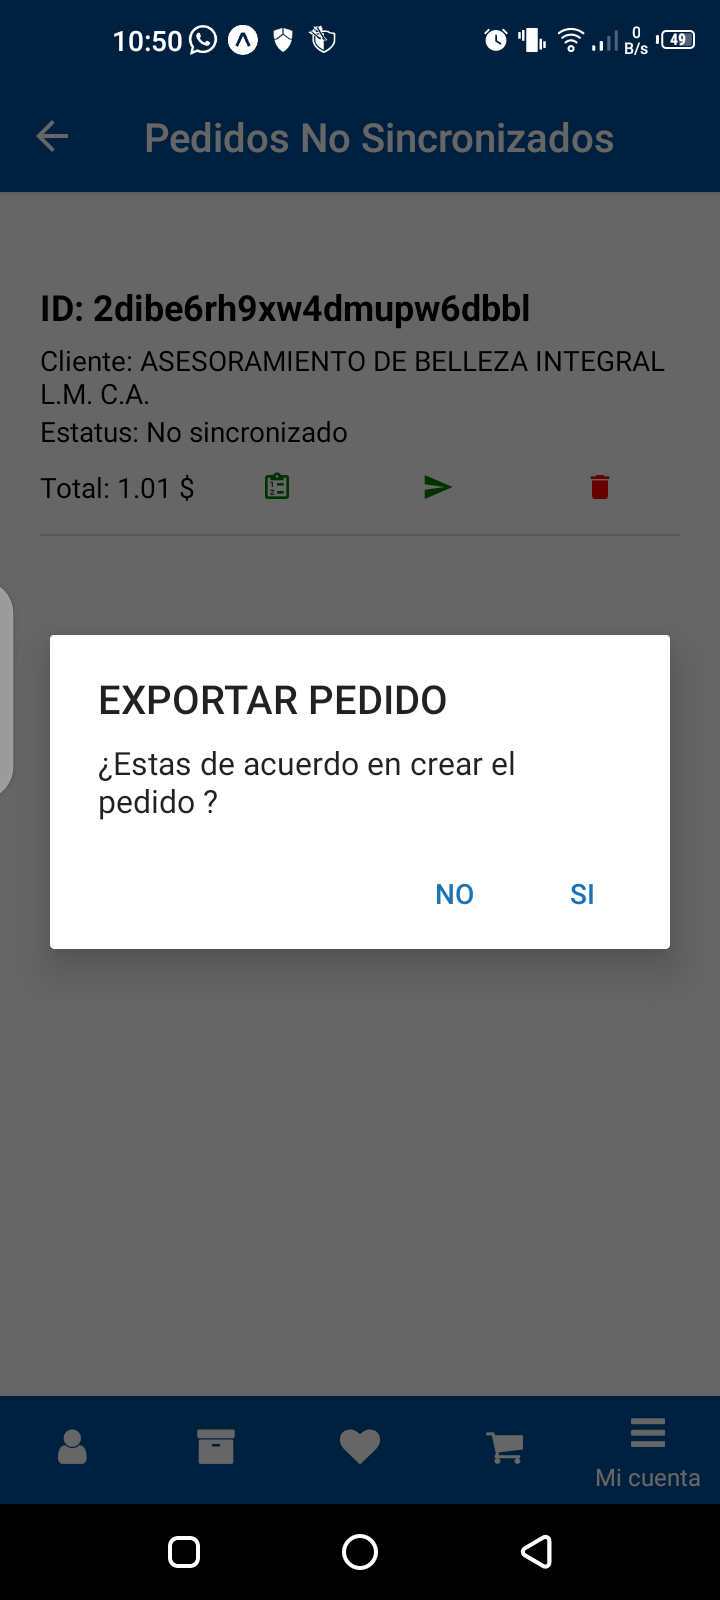 10:50
0
B/s
49
Pedidos No Sincronizados
ID: 2dibe6rh9xw4dmupw6dbbl
Cliente: ASESORAMIENTO DE BELLEZA INTEGRAL
L.M. C.A.
Estatus: No sincronizado
Total: 1.01 $
EXPORTAR PEDIDO
¿Estas de acuerdo en crear el
pedido ?
NO SI
Mi cuenta